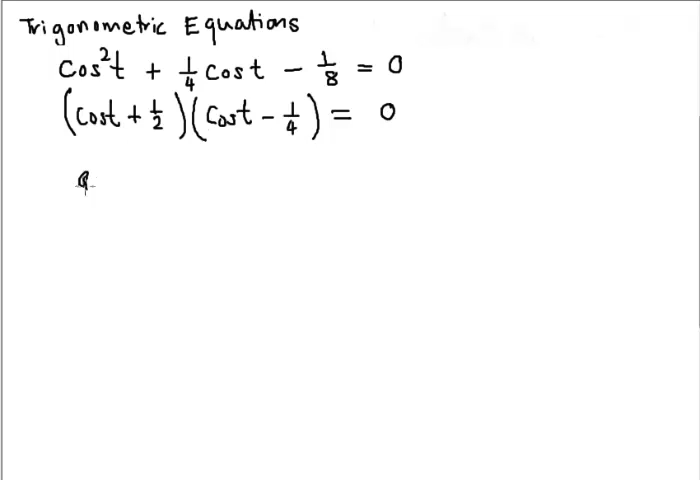 Trigonometric Equations
Cos²t + 1/4 Cost - 1/8 = 0
(Cost + 1/2)(Cost - 1/4) = 0